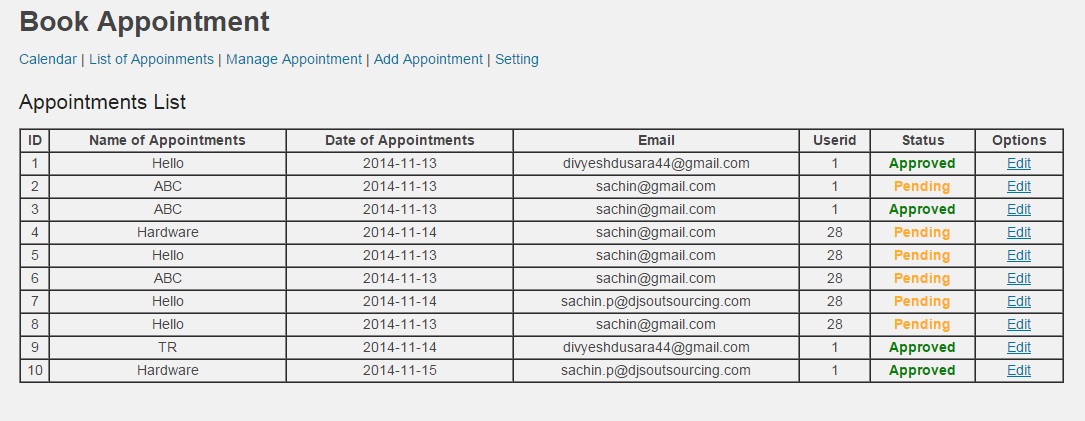 Book Appointment
Calendar | List of Appoinments | Manage Appointment | Add Appointment | Setting
Appointments List
ID Name of Appointments Date of Appointments Email Userid Status Options
1 Hello 2014-11-13 divyeshdusara44@gmail.com 1 Approved Edit
2 ABC 2014-11-13 sachin@gmail.com 1 Pending Edit
3 ABC 2014-11-13 sachin@gmail.com 1 Approved Edit
4 Hardware 2014-11-14 sachin@gmail.com 28 Pending Edit
5 Hello 2014-11-13 sachin@gmail.com 28 Pending Edit
6 ABC 2014-11-13 sachin@gmail.com 28 Pending Edit
7 Hello 2014-11-14 sachin.p@djsoutsourcing.com 28 Pending Edit
8 Hello 2014-11-13 sachin@gmail.com 28 Pending Edit
9 TR 2014-11-14 divyeshdusara44@gmail.com 1 Approved Edit
10 Hardware 2014-11-15 sachin.p@djsoutsourcing.com 1 Approved Edit